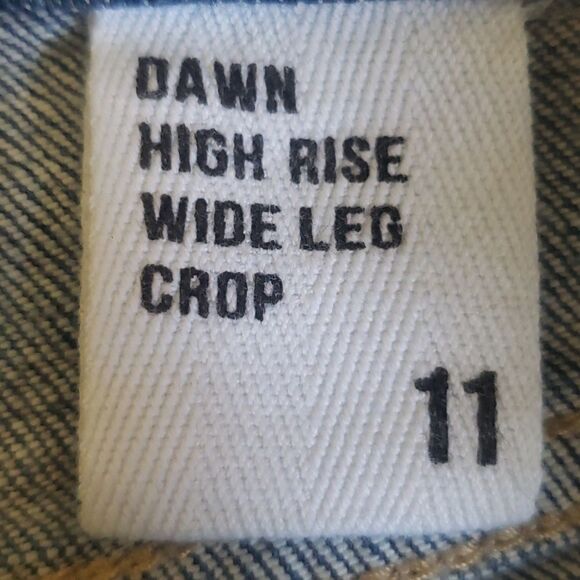 DAWN
HIGH RISE
WIDE LEG
CROP
11